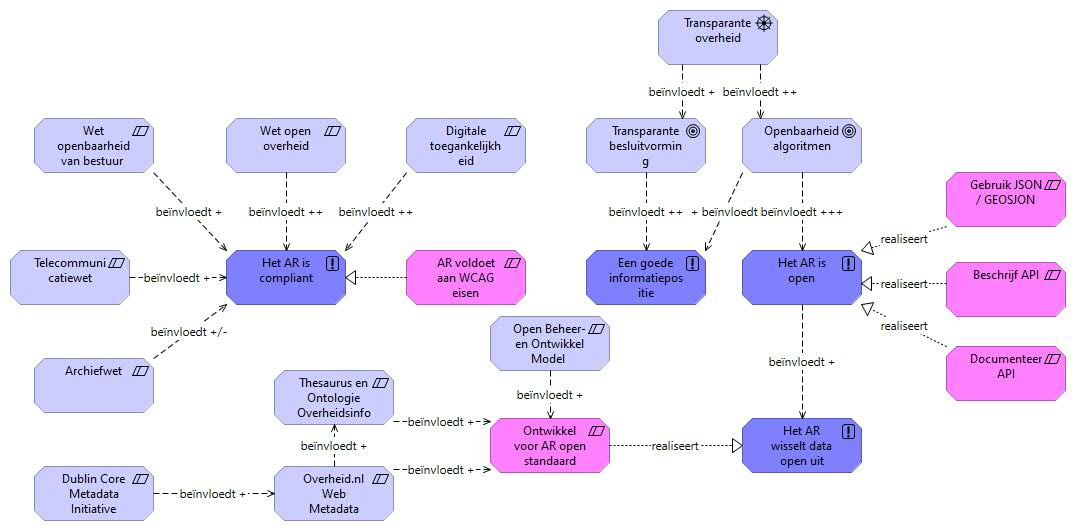 Transparante
overheid
beïnvloedt +
beïnvloedt ++
Wet
openbaarheid
van bestuur
Wet open
overheid
Digitale
toegankelijkh
eid
Transparante
besluitvormin
g
Openbaarheid
algoritmen
Gebruik JSON
/ GEOSJON
beïnvloedt +
beïnvloedt ++
beïnvloedt ++
beïnvloedt ++
+ beïnvloedt
beïnvloedt +++
realiseert
Telecommuni
catiewet
beïnvloedt +
Het AR is
compliant
AR voldoet
aan WCAG
eisen
Een goede
informatiepos
itie
Het AR is
open
realiseert
Beschrijf API
beïnvloedt +/-
Open Beheer-
en Ontwikkel
Model
realiseert
Archiefwet
Thesaurus en
Ontologie
Overheidsinfo
beïnvloedt +
beïnvloedt +
Documenteer
API
beïnvloedt +
beïnvloedt +
Ontwikkel
voor AR open
standaard
realiseert
Het AR
wisselt data
open uit
beïnvloedt +
Dublin Core
Metadata
Initiative
beïnvloedt +
Overheid.nl
Web
Metadata
beïnvloedt +